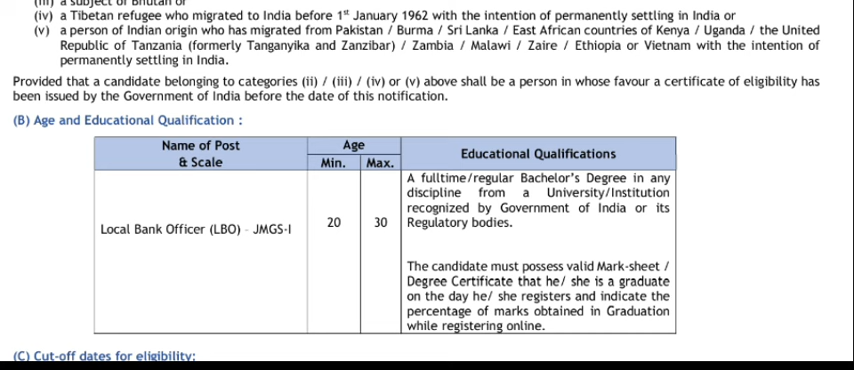 (iii) a subject of Bhutan or
(iv) a Tibetan refugee who migrated to India before 1st January 1962 with the intention of permanently settling in India or
(v) a person of Indian origin who has migrated from Pakistan / Burma / Sri Lanka / East African countries of Kenya / Uganda / the United
Republic of Tanzania (formerly Tanganyika and Zanzibar) / Zambia / Malawi / Zaire / Ethiopia or Vietnam with the intention of
permanently settling in India.
Provided that a candidate belonging to categories (ii) / (iii) / (iv) or (v) above shall be a person in whose favour a certificate of eligibility has
been issued by the Government of India before the date of this notification.
(B) Age and Educational Qualification :
Name of Post
& Scale
Age
Min. Max.
Educational Qualifications
Local Bank Officer (LBO) - JMGS-I
20
30
A fulltime/regular Bachelor's Degree in any
discipline from a University/Institution
recognized by Government of India or its
Regulatory bodies.
The candidate must possess valid Mark-sheet /
Degree Certificate that he/ she is a graduate
on the day he/ she registers and indicate the
percentage of marks obtained in Graduation
while registering online.
(C) Cut-off dates for eligibility: